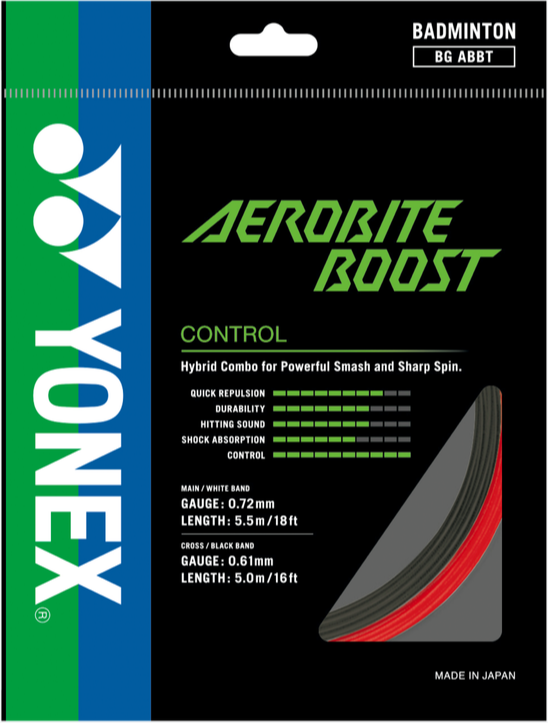 BADMINTON
BG ABBT
YONEX®
AEROBITE
BOOST
CONTROL
Hybrid Combo for Powerful Smash and Sharp Spin.
QUICK REPULSION
DURABILITY
HITTING SOUND
SHOCK ABSORPTION
CONTROL
MAIN / WHITE BAND
GAUGE: 0.72mm
LENGTH: 5.5m/18ft
CROSS / BLACK BAND
GAUGE: 0.61mm
LENGTH: 5.0m/16ft
MADE IN JAPAN